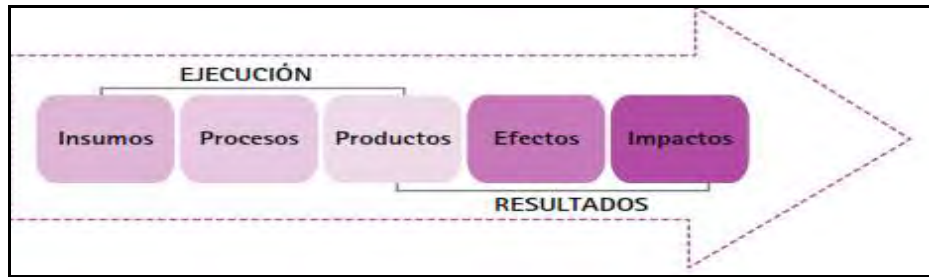 EJECUCIÓN
Insumos Procesos Productos Efectos Impactos
RESULTADOS